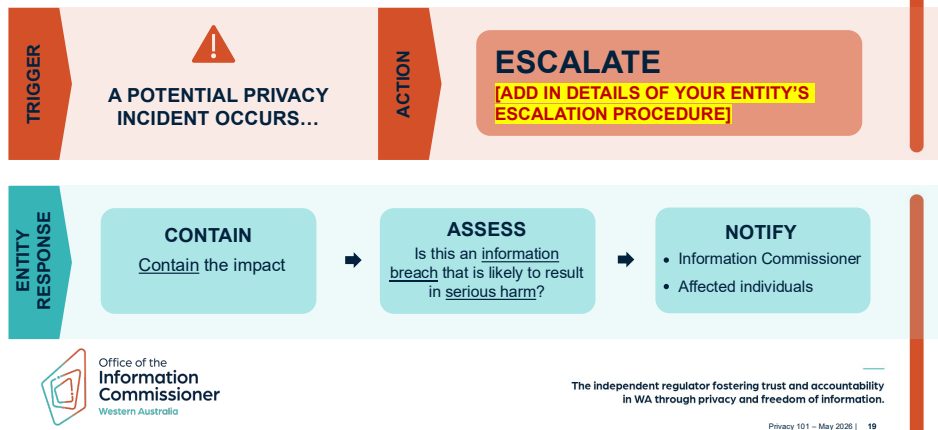 TRIGGER
A POTENTIAL PRIVACY
INCIDENT OCCURS…
ACTION
ESCALATE
[ADD IN DETAILS OF YOUR ENTITY’S
ESCALATION PROCEDURE]
ENTITY
RESPONSE
CONTAIN
Contain the impact
ASSESS
Is this an information
breach that is likely to result
in serious harm?
NOTIFY
• Information Commissioner
• Affected individuals
Office of the
Information
Commissioner
Western Australia
The independent regulator fostering trust and accountability
in WA through privacy and freedom of information.
Privacy 101 – May 2026 | 19